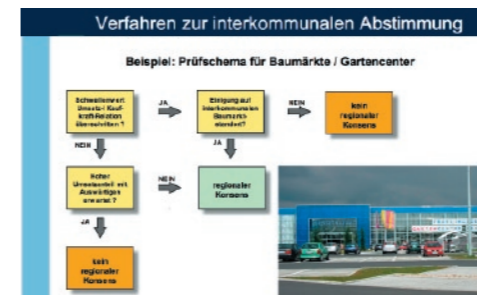 Verfahren zur interkommunalen Abstimmung
Beispiel: Prüfschema für Baumärkte / Gartencenter
Schwellenwert
Umsatz-/ Kauf-
kraft-Relation
überschritten ?
JA
Einigung auf
interkommunalen
Baumarkt-
standort?
NEIN
kein
regionaler
Konsens
NEIN
JA
hoher
Umsatzanteil mit
Auswärtigen
erwartet ?
NEIN
regionaler
Konsens
JA
kein
regionaler
Konsens
GARTENCENTER